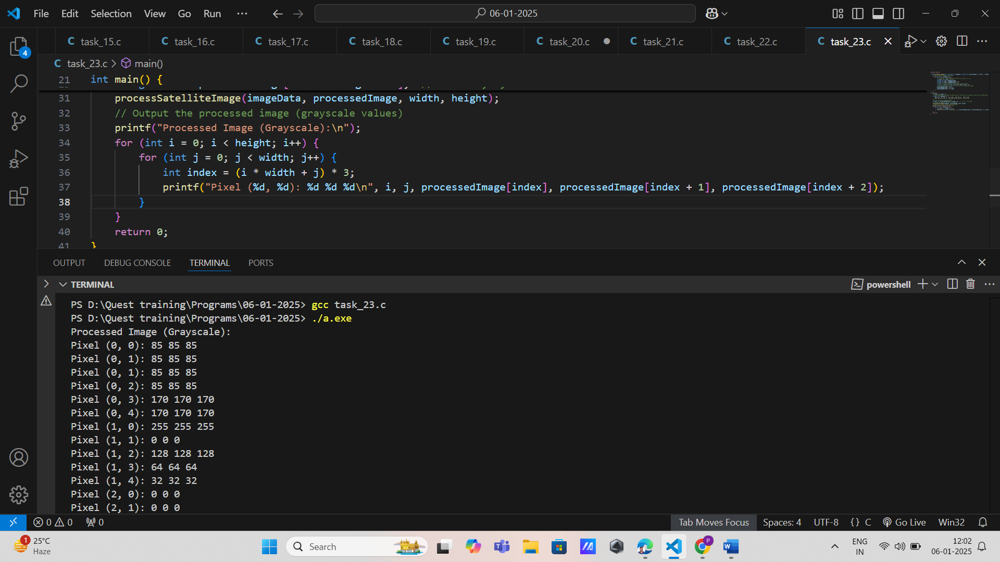 File Edit Selection View Go Run ... 06-01-2025
task_15.c task_16.c task_17.c task_18.c task_19.c task_20.c task_21.c task_22.c task_23.c
4
task_23.c > main()
21 int main() {
31 processSatelliteImage(imageData, processedImage, width, height);
32 // Output the processed image (grayscale values)
33 printf("Processed Image (Grayscale):\n");
34 for (int i = 0; i < height; i++) {
35 for (int j = 0; j < width; j++) {
36 int index = (i * width + j) * 3;
37 printf("Pixel (%d, %d): %d %d %d\n", i, j, processedImage[index], processedImage[index + 1], processedImage[index + 2]);
38 }
39 }
40 return 0;
41 }
OUTPUT DEBUG CONSOLE TERMINAL PORTS
TERMINAL powershell
PS D:\Quest training\Programs\06-01-2025> gcc task_23.c
PS D:\Quest training\Programs\06-01-2025> ./a.exe
Processed Image (Grayscale):
Pixel (0, 0): 85 85 85
Pixel (0, 1): 85 85 85
Pixel (0, 1): 85 85 85
Pixel (0, 2): 85 85 85
Pixel (0, 3): 170 170 170
Pixel (0, 4): 170 170 170
Pixel (1, 0): 255 255 255
Pixel (1, 1): 0 0 0
Pixel (1, 2): 128 128 128
Pixel (1, 3): 64 64 64
Pixel (1, 4): 32 32 32
Pixel (2, 0): 0 0 0
Pixel (2, 1): 0 0 0
0 0 0 Tab Moves Focus Spaces: 4 UTF-8 {} C Go Live Win32
1 25°C
Haze
Search
P
ENG
IN
12:02
06-01-2025